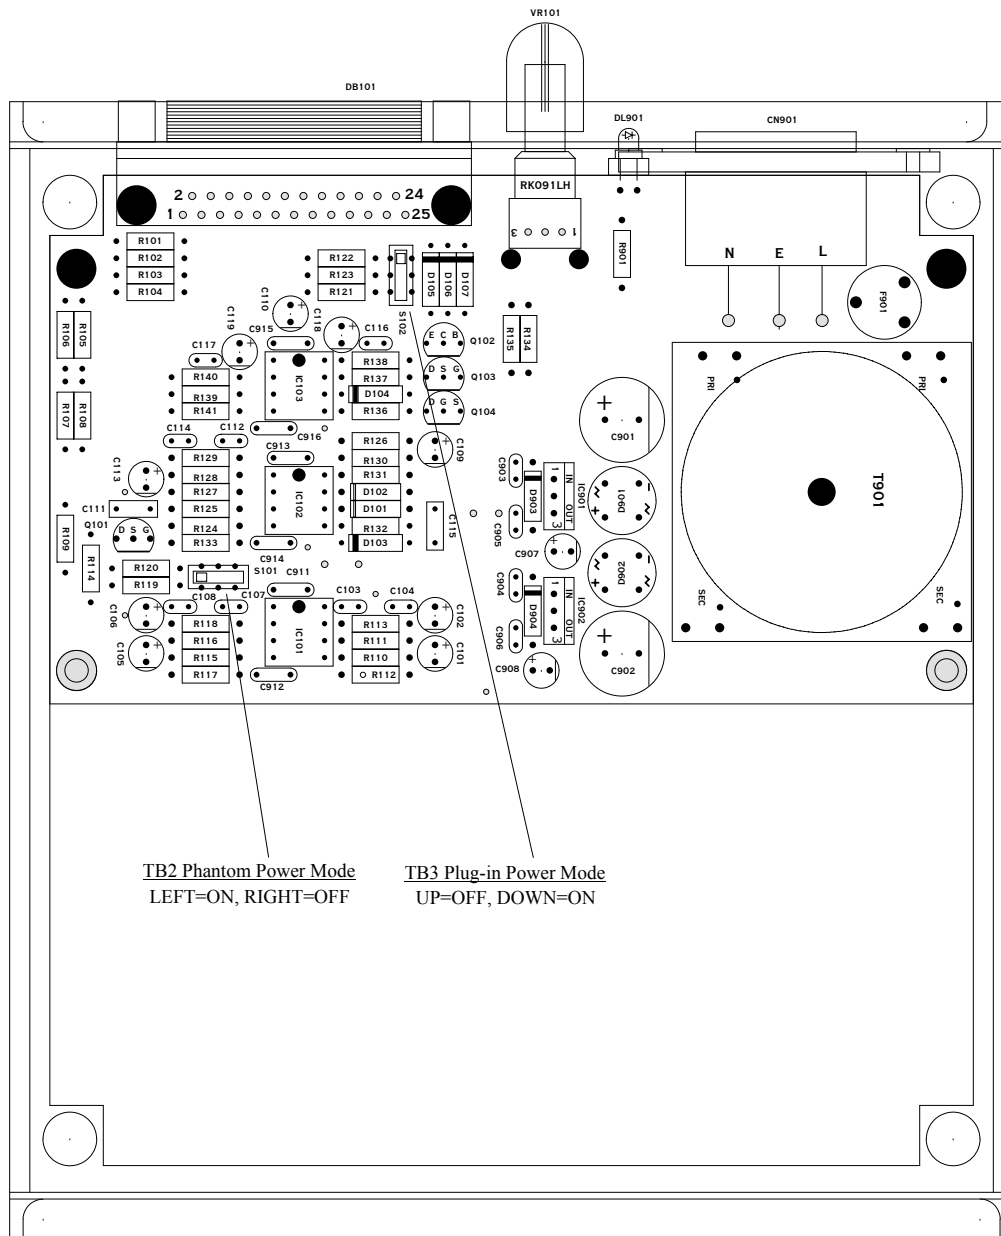 VR101
DB101
DL901
CN901
RK091LH
3 1
2 24
1 25
R101
R102
R103
R104
R122
R123
R121
S102
D105
D106
D107
R901
N E L
F901
R106
R105
C110
C119
C915
C118
C116
C117
IC103
E C B
Q102
D S G
Q103
D G S
Q104
R135
R134
R138
R137
D104
R136
R140
R139
R141
PRI
PRI
R107
R108
C114
C112
C916
C913
R126
C109
C901
R129
R128
R127
R125
R124
R133
C113
C111
Q101
D S G
IC102
R130
R131
D102
D101
R132
D103
C115
C903
D903
C905
IC901
1 IN
OUT
3
D901
T901
R109
R114
R120
R119
S101
C914
C911
C907
C904
D904
C906
IC902
1 IN
OUT
3
D902
SEC
SEC
C106
C105
C108
C107
C103
C104
C102
C101
R118
R116
R115
R117
IC101
C912
R113
R111
R110
R112
C908
C902
TB2 Phantom Power Mode
LEFT=ON, RIGHT=OFF
TB3 Plug-in Power Mode
UP=OFF, DOWN=ON